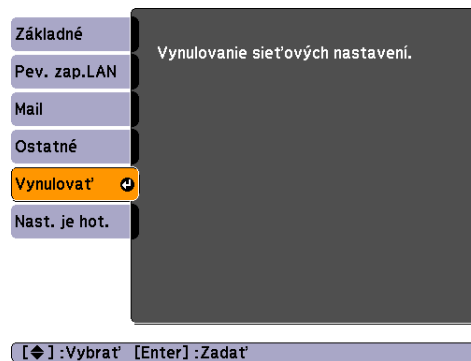 Základné
Pev. zap.LAN
Mail
Ostatné
Vynulovať
Nast. je hot.
Vynulovanie sieťových nastavení.
[◆] :Vybrať [Enter] :Zadať